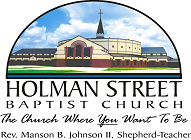 HOLMAN STREET
BAPTIST CHURCH
The Church Where You Want To Be
Rev. Manson B. Johnson II, Shepherd-Teacher